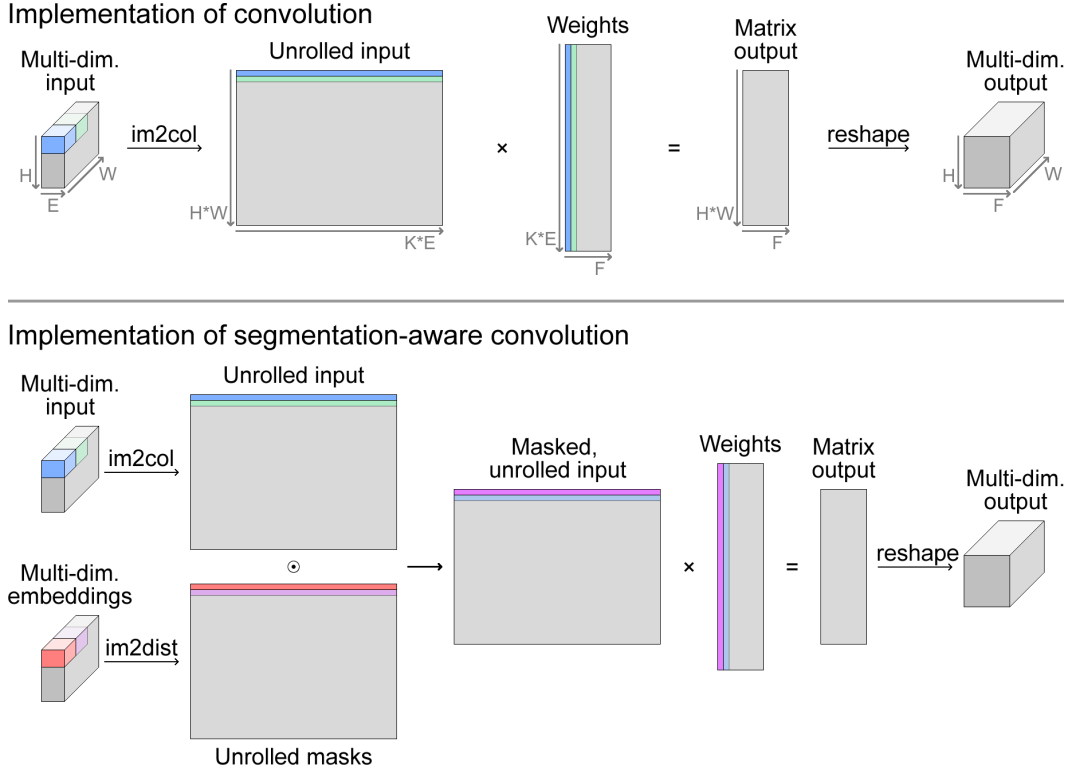 Implementation of convolution
Multi-dim.
input
H
E
W
im2col
Unrolled input
H*W
K*E
×
Weights
K*E
F
=
Matrix
output
H*W
F
reshape
Multi-dim.
output
H
F
W
Implementation of segmentation-aware convolution
Multi-dim.
input
im2col
Unrolled input
⊙
Multi-dim.
embeddings
im2dist
Unrolled masks
Masked,
unrolled input
×
Weights
=
Matrix
output
reshape
Multi-dim.
output